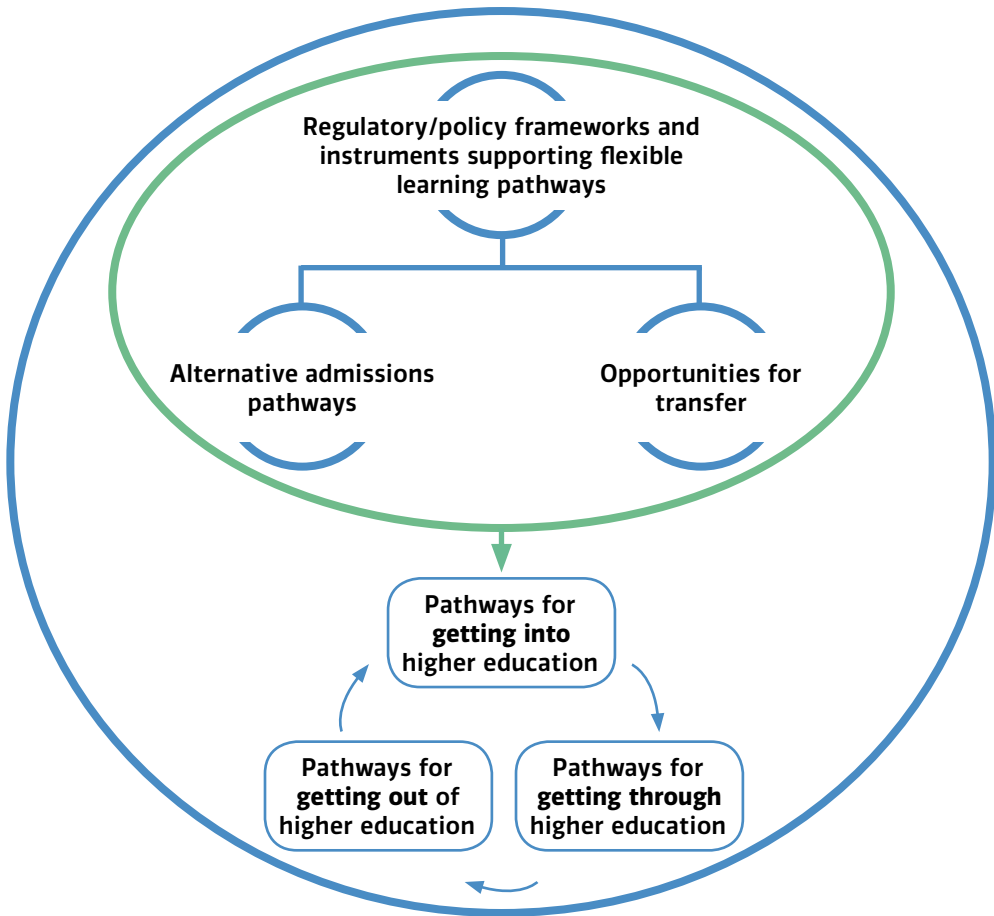 Regulatory/policy frameworks and
instruments supporting flexible
learning pathways
Alternative admissions
pathways
Opportunities for
transfer
Pathways for
getting into
higher education
Pathways for
getting out of
higher education
Pathways for
getting through
higher education